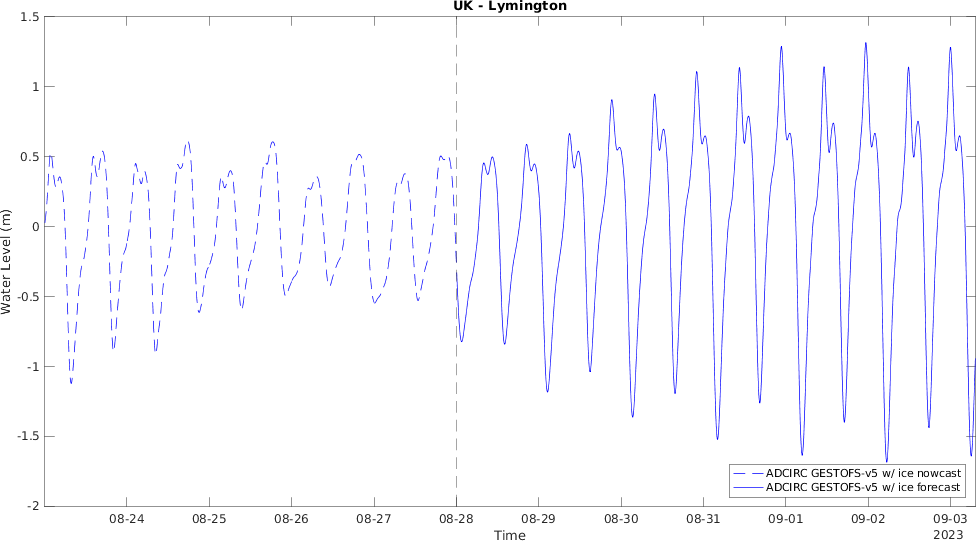 UK - Lymington
1.5
1
0.5
0
-0.5
-1
-1.5
-2
Water Level (m)
ADCIRC GESTOFS-v5 w/ ice nowcast
ADCIRC GESTOFS-v5 w/ ice forecast
08-24 08-25 08-26 08-27 08-28 08-29 08-30 08-31 09-01 09-02 09-03
Time
2023